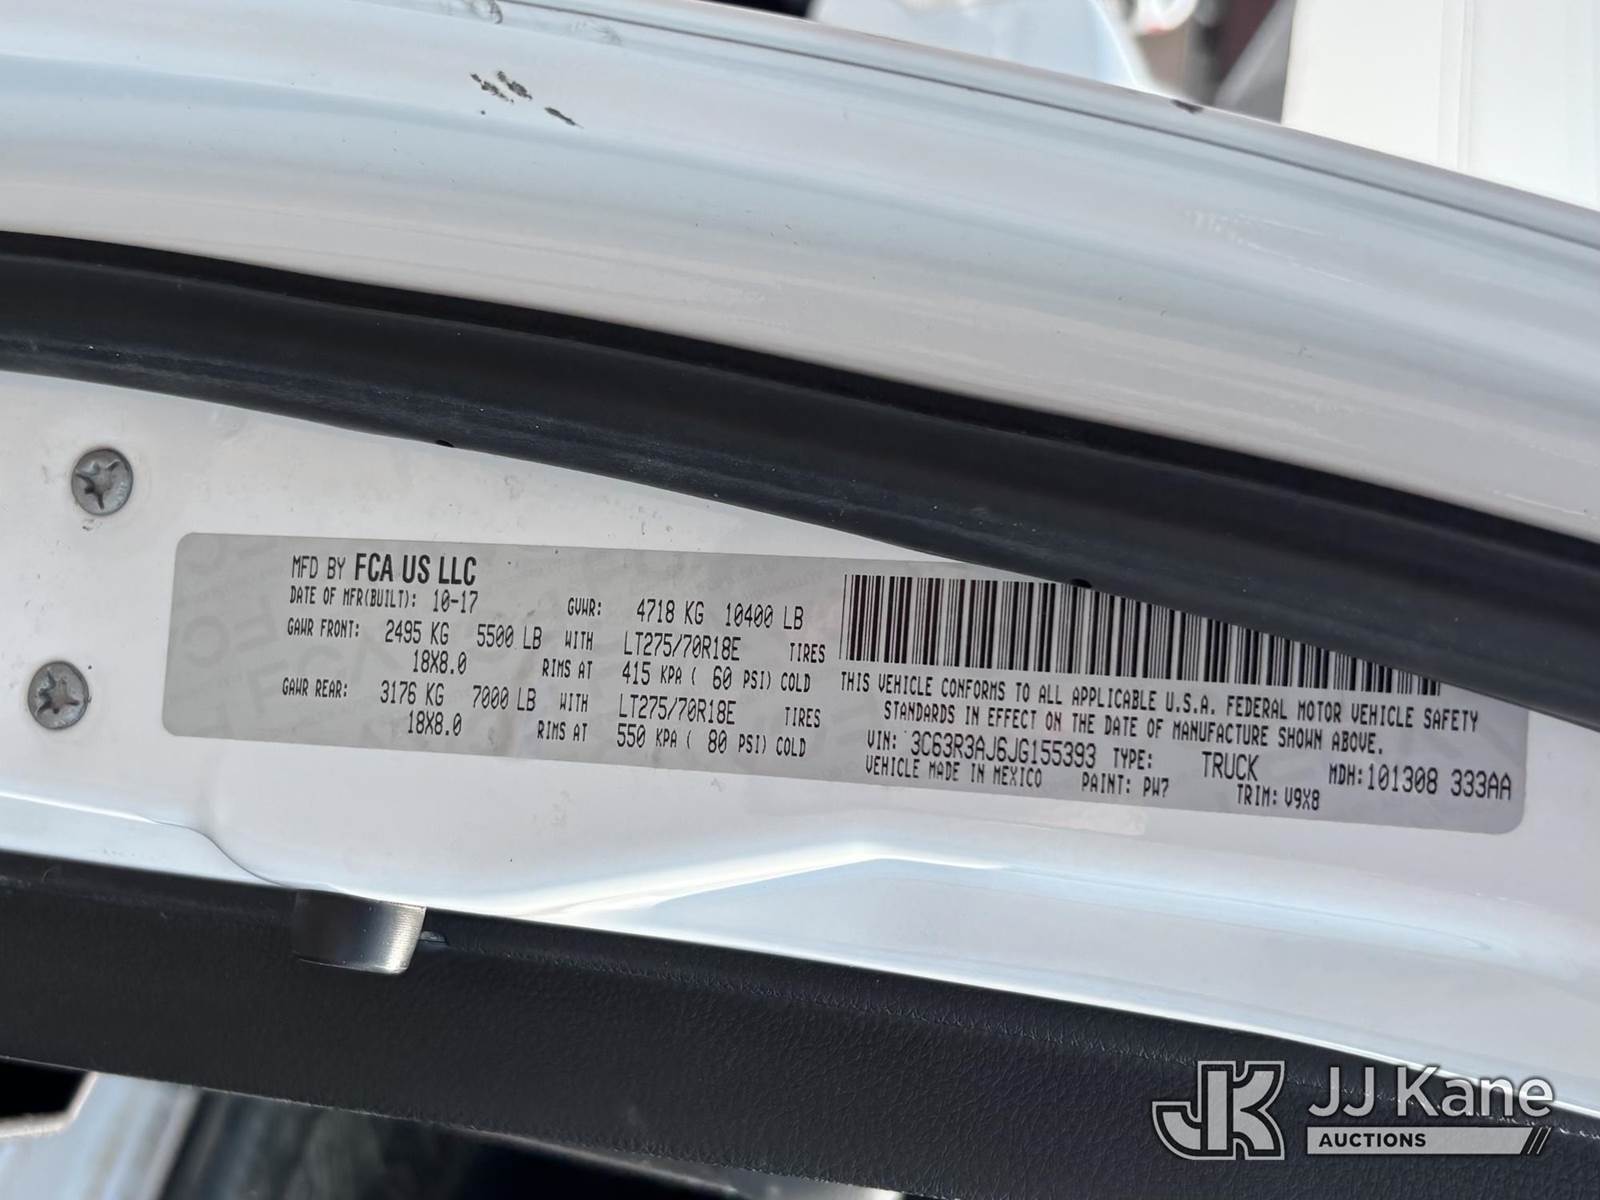 MFD BY FCA US LLC
DATE OF MFR(BUILT): 10-17 GVWR: 4718 KG 10400 LB
GAWR FRONT: 2495 KG 5500 LB WITH LT275/70R18E TIRES
18X8.0 RIMS AT 415 KPA ( 60 PSI) COLD
GAWR REAR: 3176 KG 7000 LB WITH LT275/70R18E TIRES
18X8.0 RIMS AT 550 KPA ( 80 PSI) COLD
THIS VEHICLE CONFORMS TO ALL APPLICABLE U.S.A. FEDERAL MOTOR VEHICLE SAFETY
STANDARDS IN EFFECT ON THE DATE OF MANUFACTURE SHOWN ABOVE.
VIN: 3C63R3AJ6JG155393 TYPE: TRUCK MDH:101308 333AA
VEHICLE MADE IN MEXICO PAINT: PW7 TRIM: V9X8
JK JJ Kane
AUCTIONS